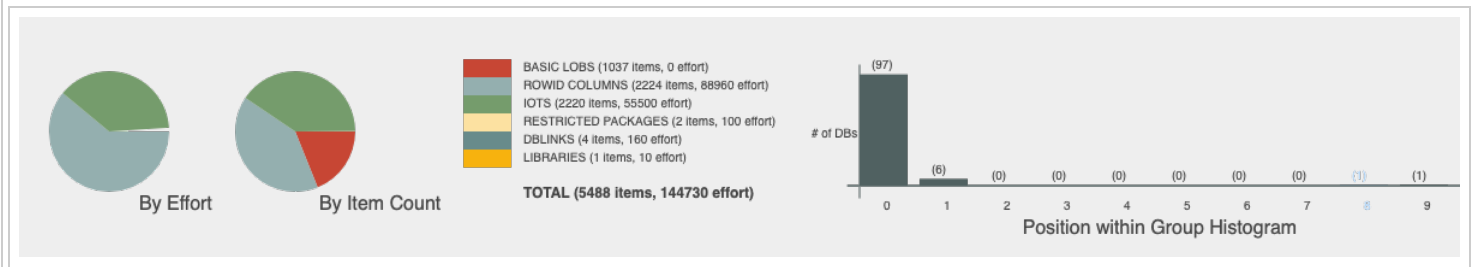 BASIC LOBS (1037 items, 0 effort)
ROWID COLUMNS (2224 items, 88960 effort)
IOTS (2220 items, 55500 effort)
RESTRICTED PACKAGES (2 items, 100 effort)
DBLINKS (4 items, 160 effort)
LIBRARIES (1 items, 10 effort)
TOTAL (5488 items, 144730 effort)
By Effort
By Item Count
(97)
# of DBs
(6) (0) (0) (0) (0) (0) (0) (1) (1)
0 1 2 3 4 5 6 7 8 9
Position within Group Histogram